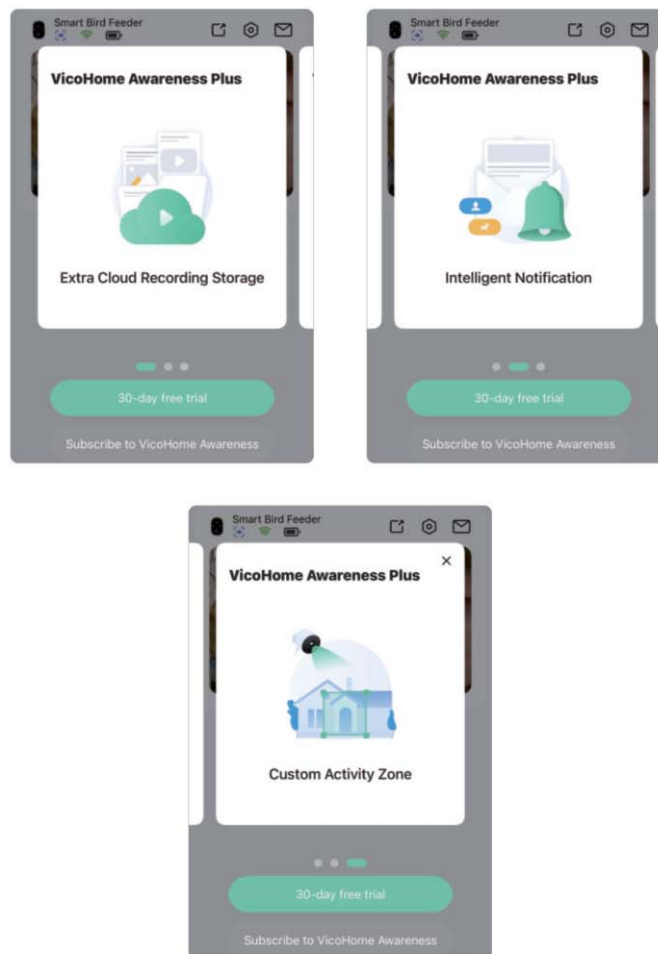 Smart Bird Feeder
VicoHome Awareness Plus
Extra Cloud Recording Storage
30-day free trial
Subscribe to VicoHome Awareness
Smart Bird Feeder
VicoHome Awareness Plus
Intelligent Notification
30-day free trial
Subscribe to VicoHome Awareness
Smart Bird Feeder
VicoHome Awareness Plus
Custom Activity Zone
30-day free trial
Subscribe to VicoHome Awareness